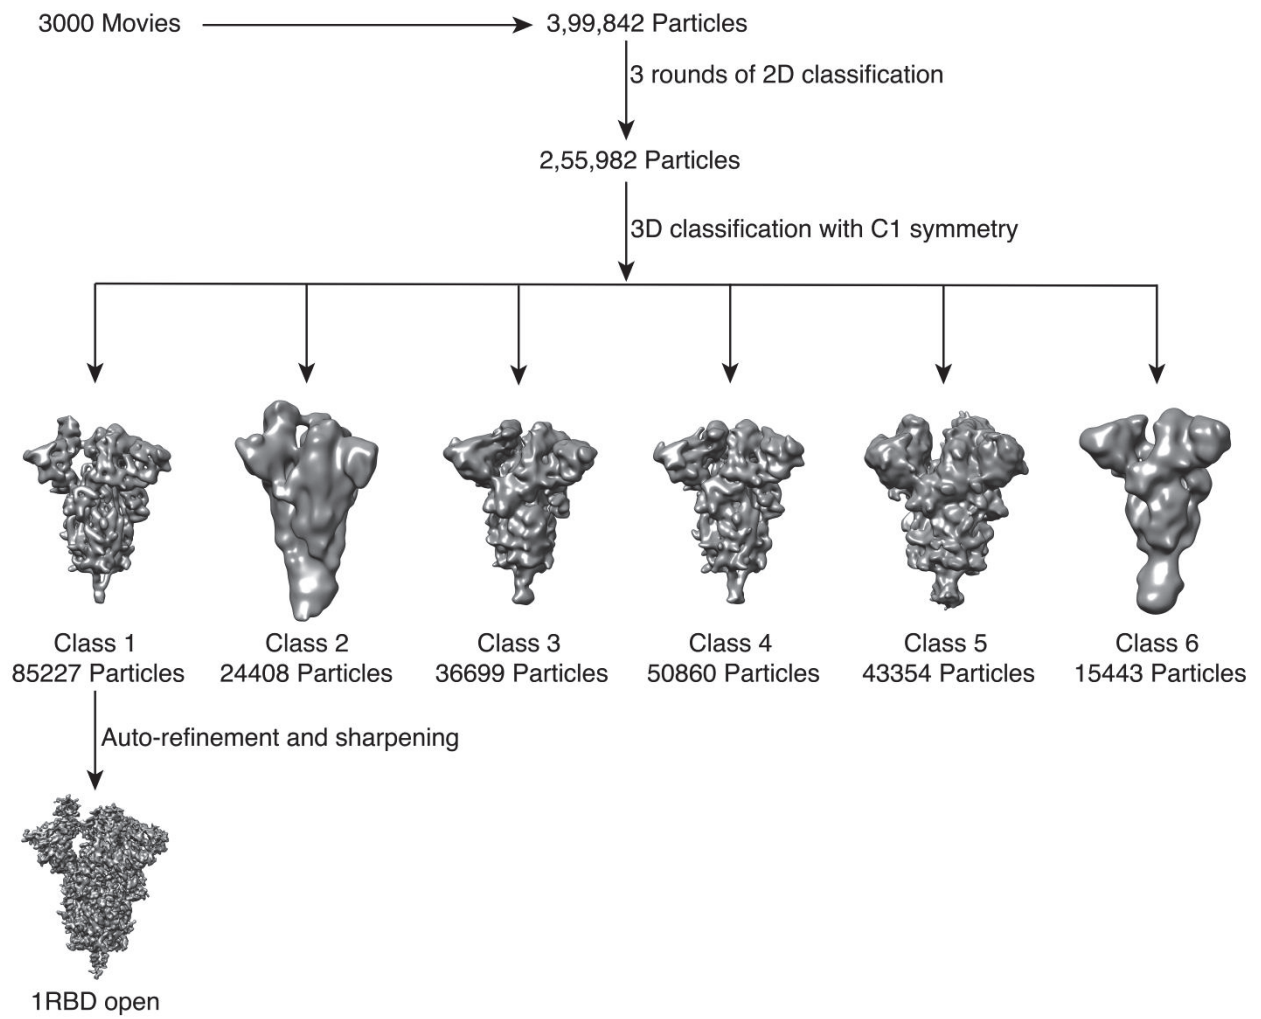 3000 Movies
3,99,842 Particles
3 rounds of 2D classification
2,55,982 Particles
3D classification with C1 symmetry
Class 1
85227 Particles
Class 2
24408 Particles
Class 3
36699 Particles
Class 4
50860 Particles
Class 5
43354 Particles
Class 6
15443 Particles
Auto-refinement and sharpening
1RBD open